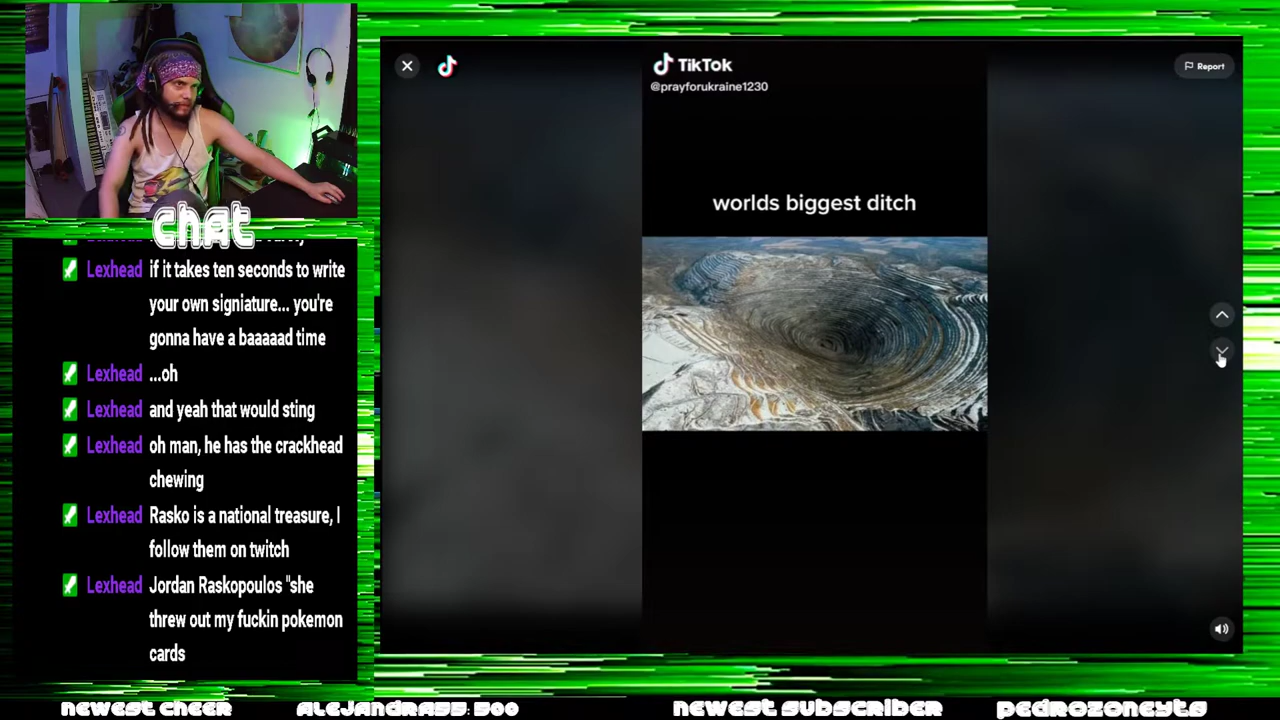 TikTok
@prayforukraine1230
Report
worlds biggest ditch
chat
Lexhead if it takes ten seconds to write
your own signiature... you're
gonna have a baaaaad time
Lexhead ...oh
Lexhead and yeah that would sting
Lexhead oh man, he has the crackhead
chewing
Lexhead Rasko is a national treasure, I
follow them on twitch
Lexhead Jordan Raskopoulos "she
threw out my fuckin pokemon
cards
newest cheer
alejandra55: 500
newest subscriber
pedrozoneyts